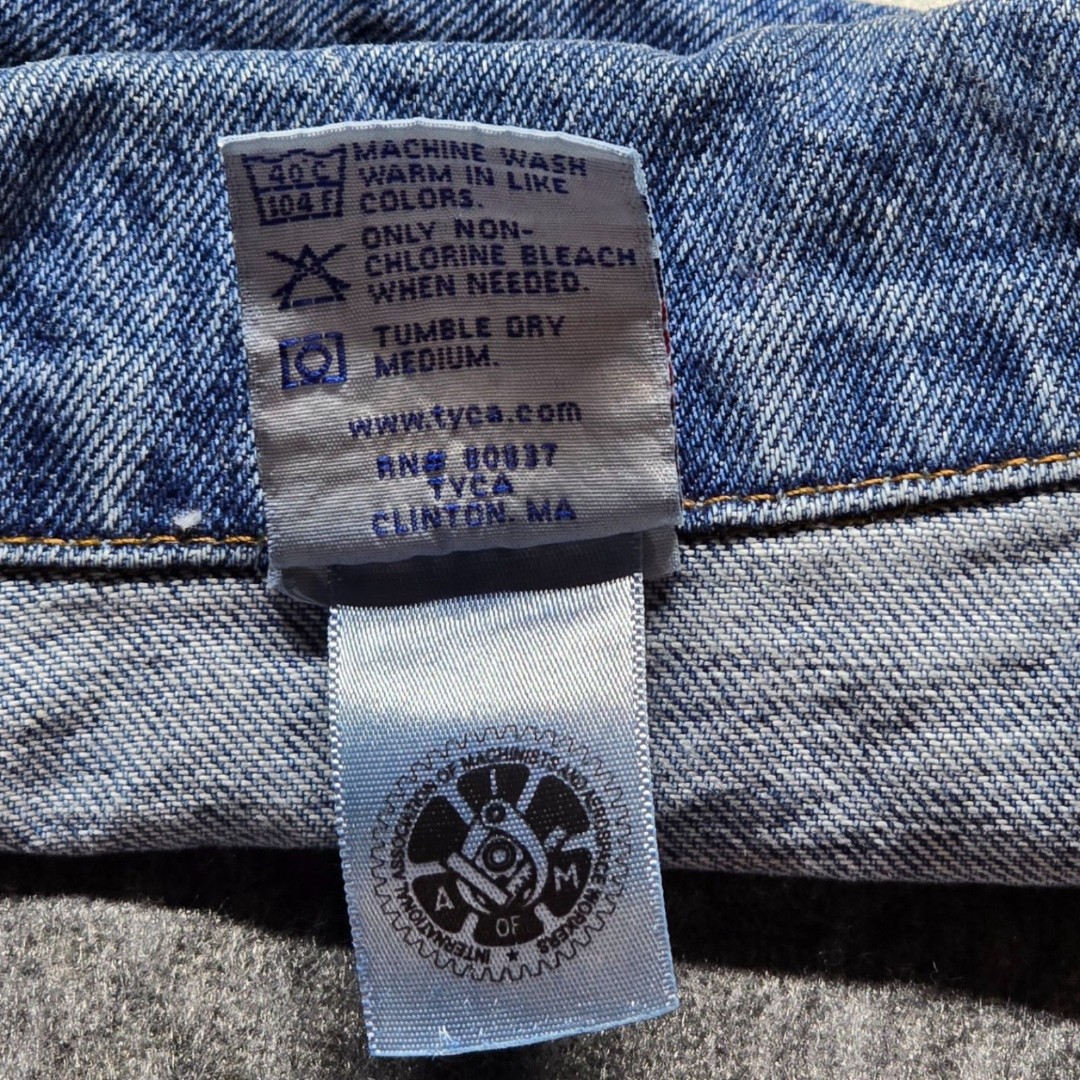 40 C
104 F
MACHINE WASH
WARM IN LIKE
COLORS.
ONLY NON-
CHLORINE BLEACH
WHEN NEEDED.
TUMBLE DRY
MEDIUM.
www.tyca.com
RN# 80837
TYCA
CLINTON, MA
INTERNATIONAL ASSOCIATION OF MACHINISTS AND AEROSPACE WORKERS
I
A
OF
M